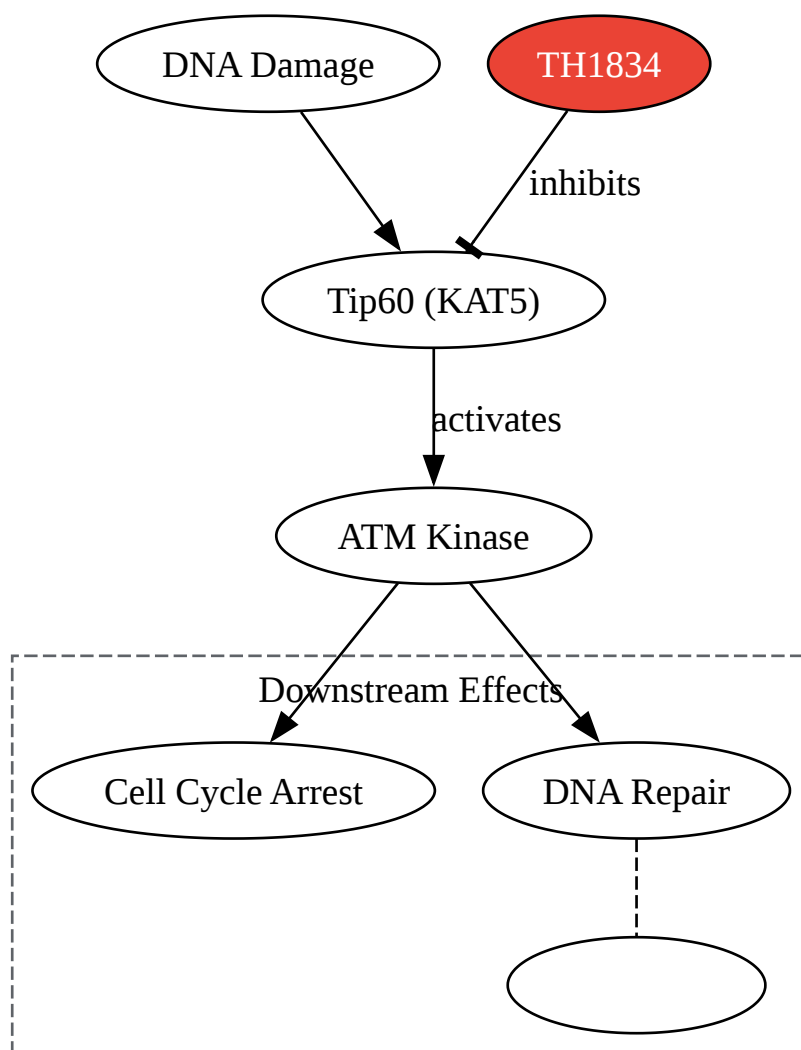 DNA Damage
TH1834
inhibits
Tip60 (KAT5)
activates
ATM Kinase
Downstream Effects
Cell Cycle Arrest
DNA Repair